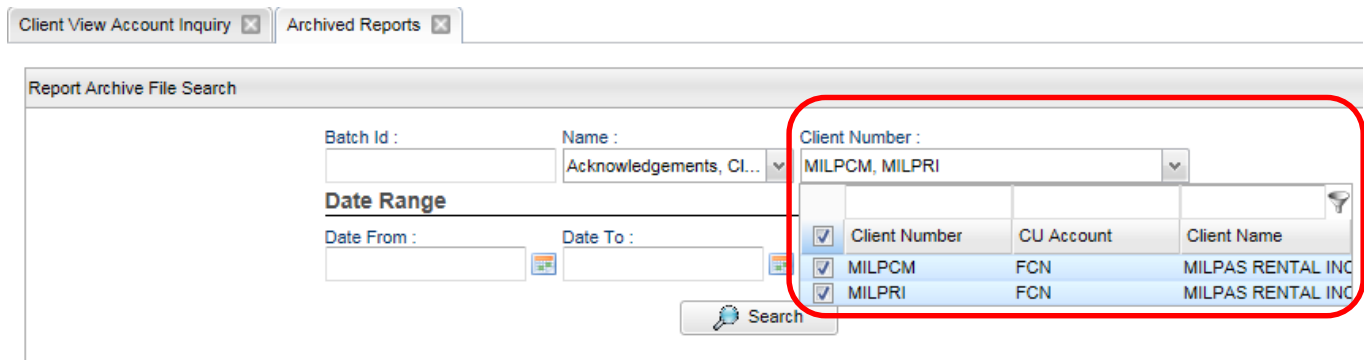 Client View Account Inquiry Archived Reports
Report Archive File Search
Batch Id : Name : Client Number :
Acknowledgements, Cl... MILPCM, MILPRI
Date Range
Date From : Date To :
Client Number CU Account Client Name
MILPCM FCN MILPAS RENTAL INC
MILPRI FCN MILPAS RENTAL INC
Search